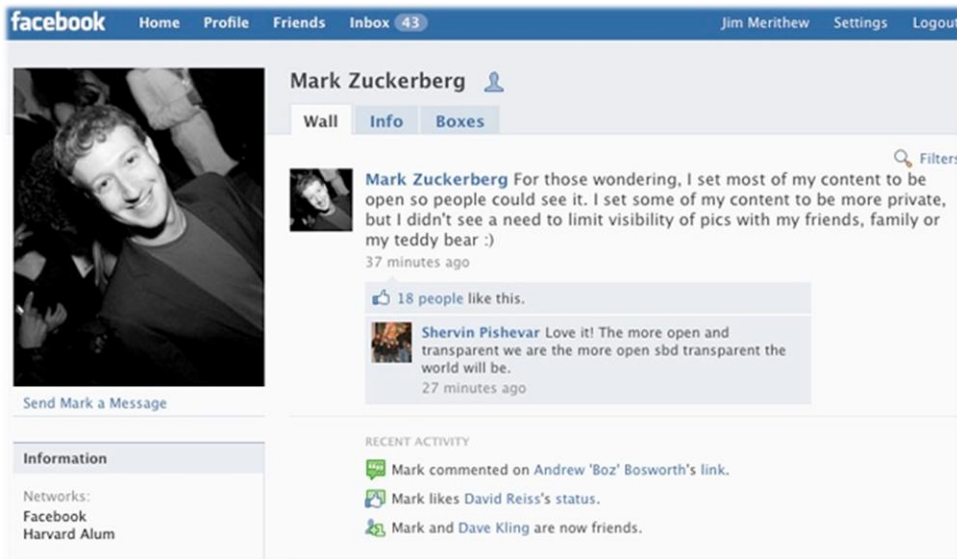 facebook Home Profile Friends Inbox 43 Jim Merithew Settings Logout
Mark Zuckerberg
Wall Info Boxes
Filters
Mark Zuckerberg For those wondering, I set most of my content to be
open so people could see it. I set some of my content to be more private,
but I didn't see a need to limit visibility of pics with my friends, family or
my teddy bear :)
37 minutes ago
18 people like this.
Shervin Pishevar Love it! The more open and
transparent we are the more open sbd transparent the
world will be.
27 minutes ago
Send Mark a Message
Information
Networks:
Facebook
Harvard Alum
RECENT ACTIVITY
Mark commented on Andrew 'Boz' Bosworth's link.
Mark likes David Reiss's status.
Mark and Dave Kling are now friends.